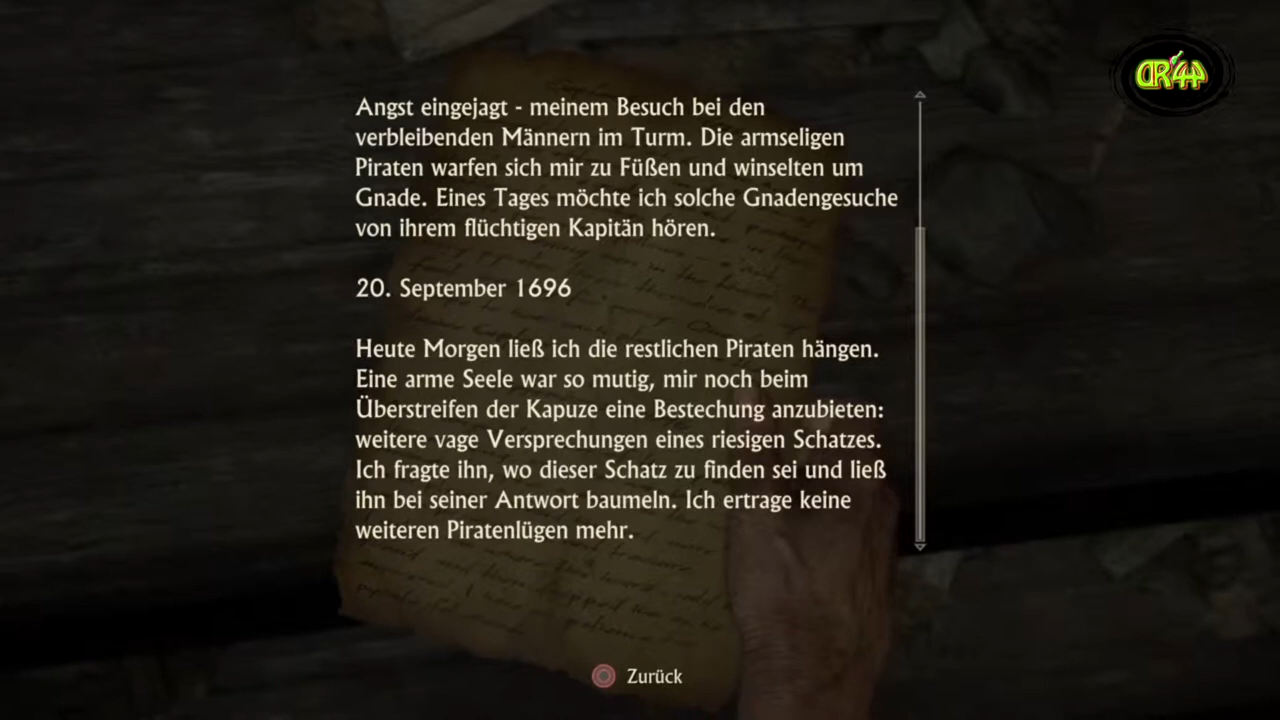 Angst eingejagt - meinem Besuch bei den
verbleibenden Männern im Turm. Die armseligen
Piraten warfen sich mir zu Füßen und winselten um
Gnade. Eines Tages möchte ich solche Gnadengesuche
von ihrem flüchtigen Kapitän hören.
20. September 1696
Heute Morgen ließ ich die restlichen Piraten hängen.
Eine arme Seele war so mutig, mir noch beim
Überstreifen der Kapuze eine Bestechung anzubieten:
weitere vage Versprechungen eines riesigen Schatzes.
Ich fragte ihn, wo dieser Schatz zu finden sei und ließ
ihn bei seiner Antwort baumeln. Ich ertrage keine
weiteren Piratenlügen mehr.
Zurück